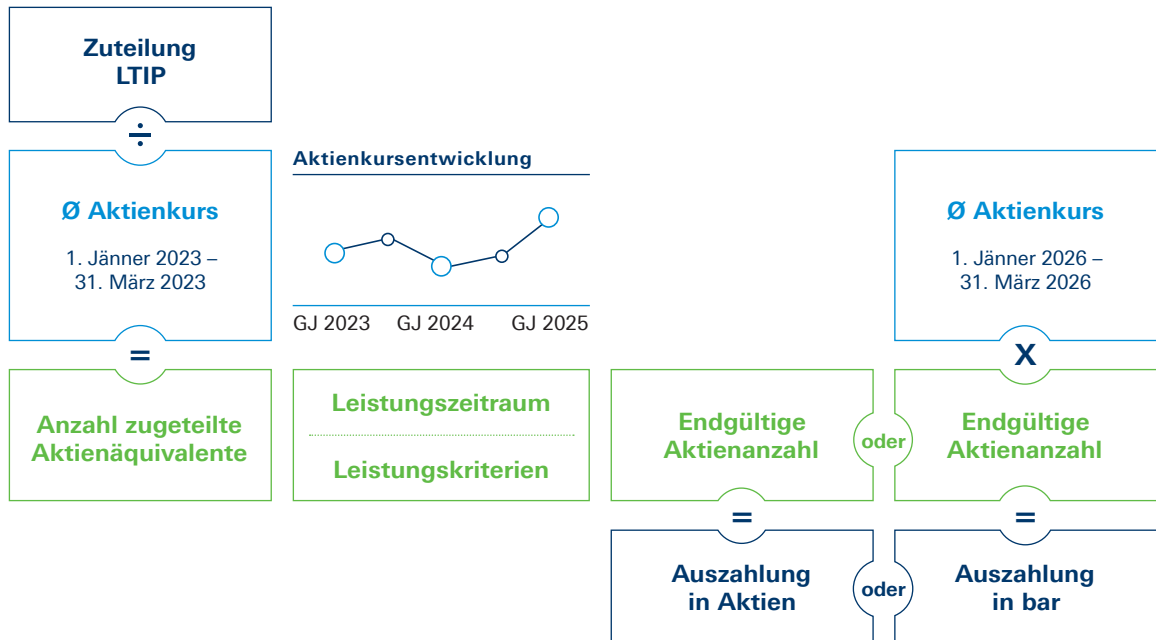 Zuteilung
LTIP
÷
Ø Aktienkurs
1. Jänner 2023 –
31. März 2023
=
Anzahl zugeteilte
Aktienäquivalente
Aktienkursentwicklung
GJ 2023 GJ 2024 GJ 2025
Leistungszeitraum
Leistungskriterien
Endgültige
Aktienanzahl
=
Auszahlung
in Aktien
oder
oder
Ø Aktienkurs
1. Jänner 2026 –
31. März 2026
X
Endgültige
Aktienanzahl
=
Auszahlung
in bar